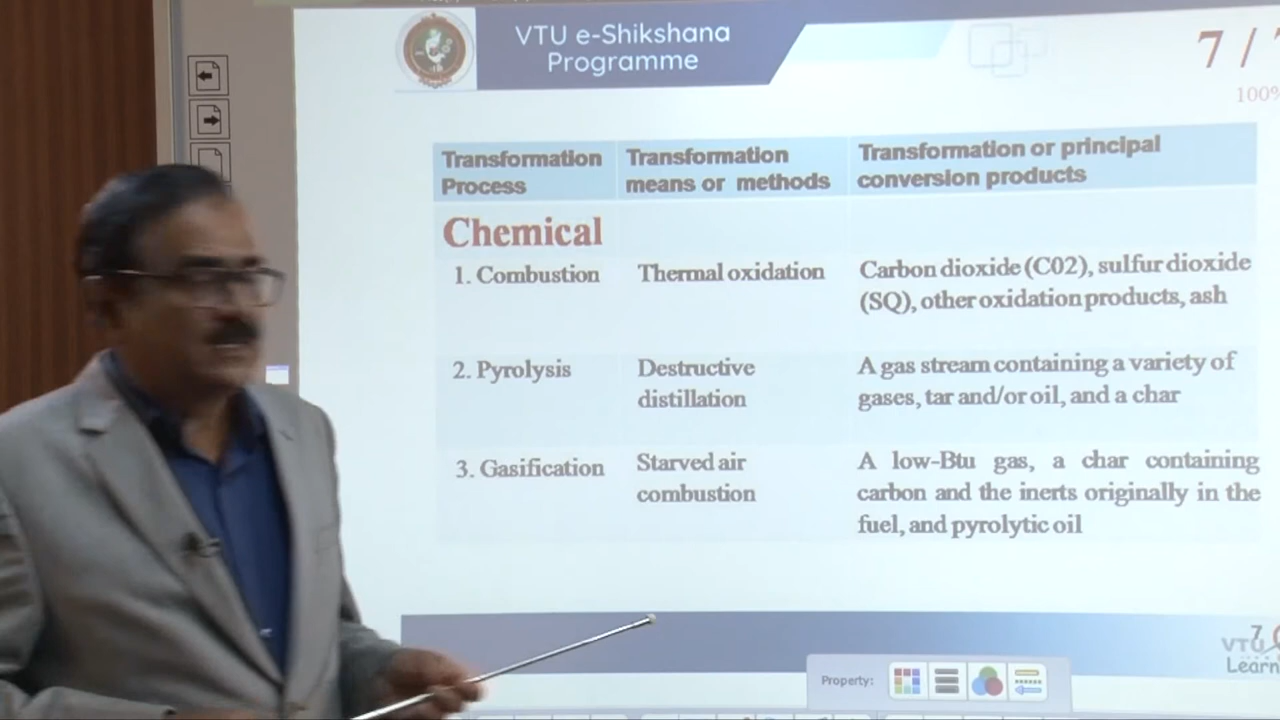 VTU e-Shikshana
Programme
7 /
100%
Transformation
Process
Transformation
means or methods
Transformation or principal
conversion products
Chemical
1. Combustion
Thermal oxidation
Carbon dioxide (C02), sulfur dioxide
(SQ), other oxidation products, ash
2. Pyrolysis
Destructive
distillation
A gas stream containing a variety of
gases, tar and/or oil, and a char
3. Gasification
Starved air
combustion
A low-Btu gas, a char containing
carbon and the inerts originally in the
fuel, and pyrolytic oil
7
VTU
Learn
Property: